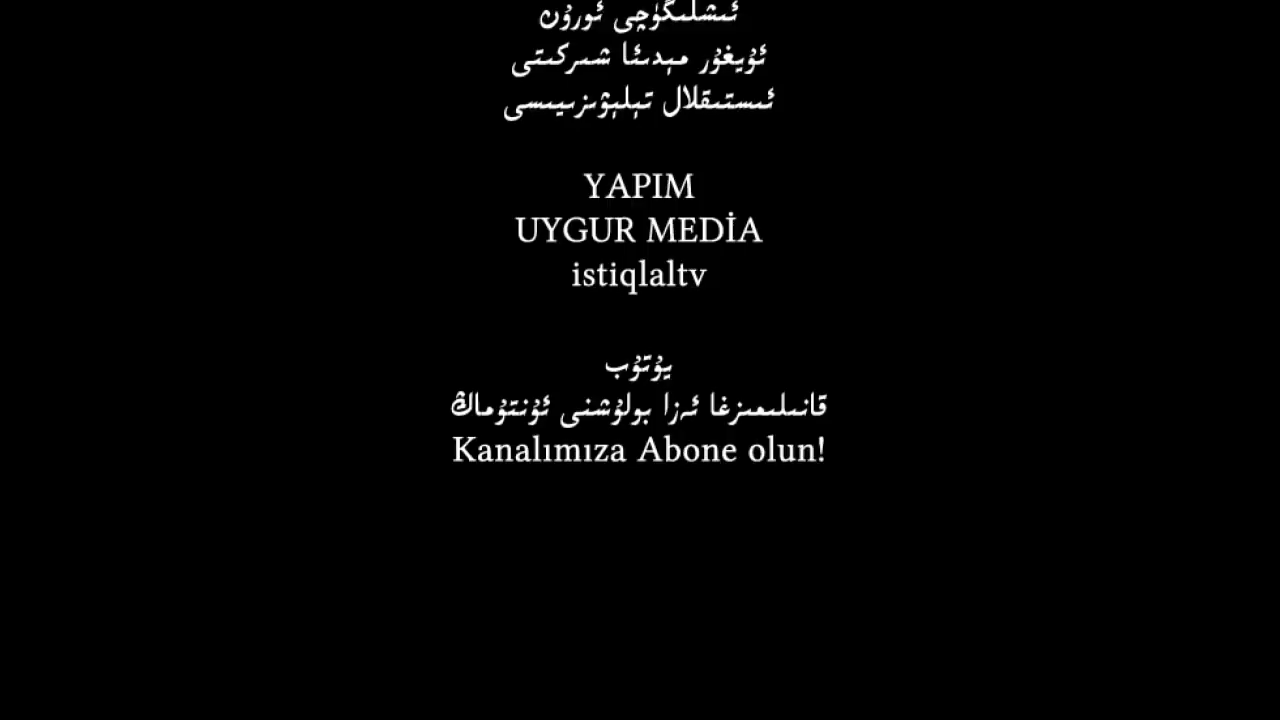 ئىشلىگۈچى ئورۇن
ئۇيغۇر مېدىئا شىركىتى
ئىستىقلال تېلېۋىزىيىسى
YAPIM
UYGUR MEDİA
istiqlaltv
يۇتۇب
قانىلىمىزغا ئەزا بولۇشنى ئۇنتۇماڭ
Kanalımıza Abone olun!